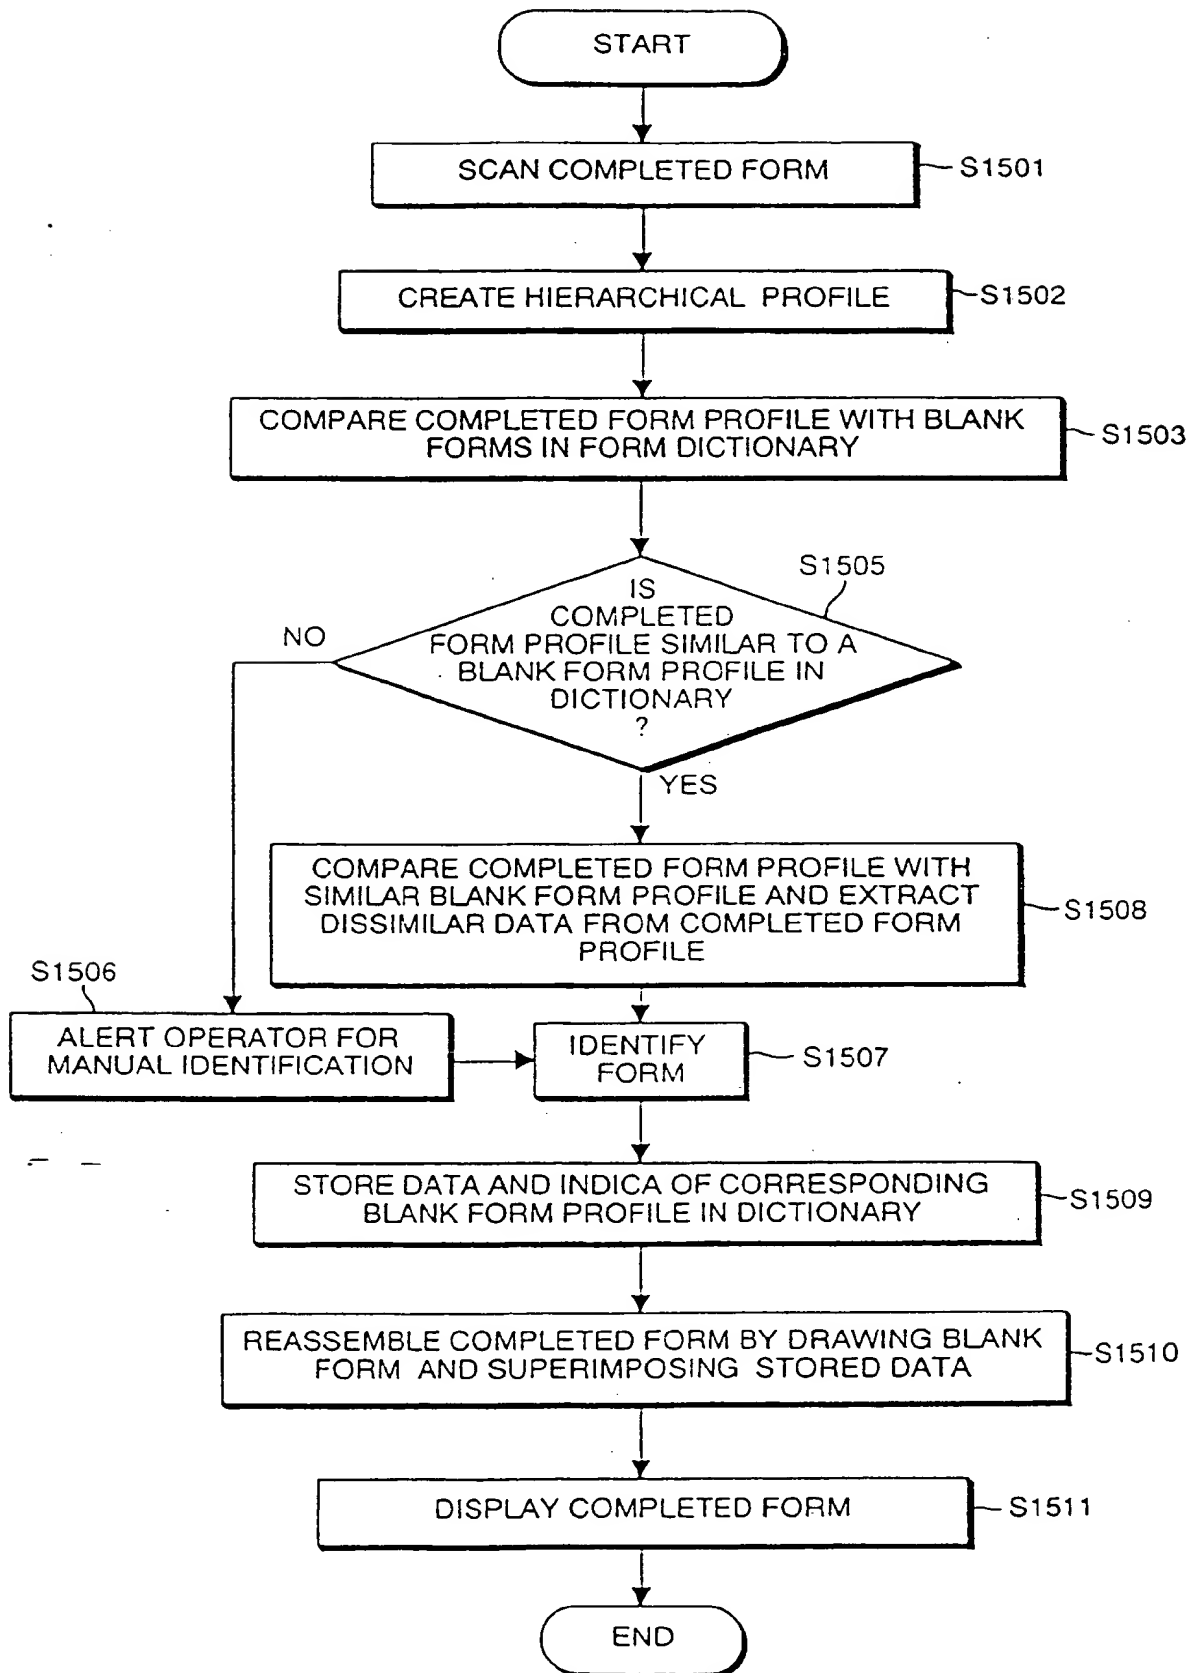 START
SCAN COMPLETED FORM
S1501
CREATE HIERARCHICAL PROFILE
S1502
COMPARE COMPLETED FORM PROFILE WITH BLANK
FORMS IN FORM DICTIONARY
S1503
S1505
IS
COMPLETED
FORM PROFILE SIMILAR TO A
BLANK FORM PROFILE IN
DICTIONARY
?
NO
YES
COMPARE COMPLETED FORM PROFILE WITH
SIMILAR BLANK FORM PROFILE AND EXTRACT
DISSIMILAR DATA FROM COMPLETED FORM
PROFILE
S1508
S1506
ALERT OPERATOR FOR
MANUAL IDENTIFICATION
IDENTIFY
FORM
S1507
STORE DATA AND INDICA OF CORRESPONDING
BLANK FORM PROFILE IN DICTIONARY
S1509
REASSEMBLE COMPLETED FORM BY DRAWING BLANK
FORM AND SUPERIMPOSING STORED DATA
S1510
DISPLAY COMPLETED FORM
S1511
END